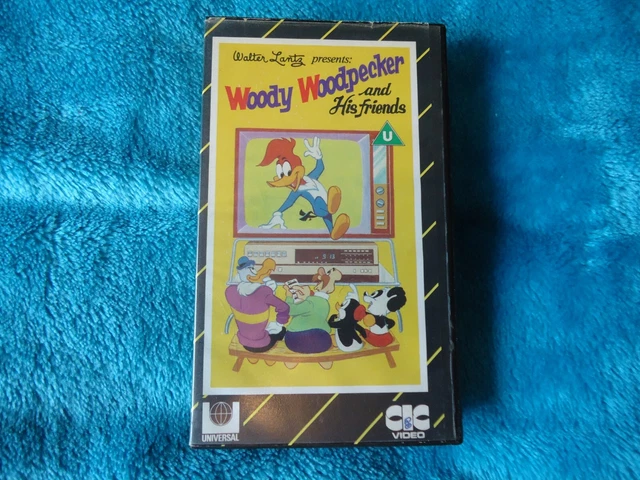 Walter Lantz presents:
Woody Woodpecker
and
His friends
U
UNIVERSAL
CIC
VIDEO